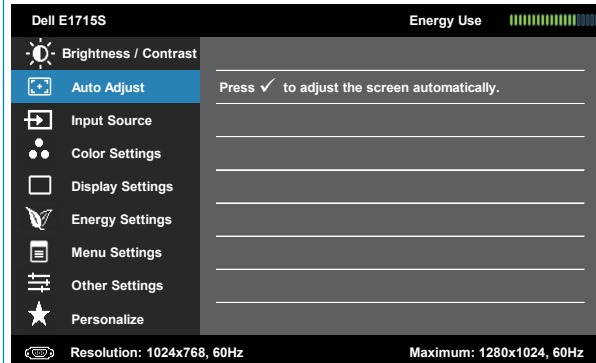 Dell E1715S Energy Use
Brightness / Contrast
Auto Adjust Press ✓ to adjust the screen automatically.
Input Source
Color Settings
Display Settings
Energy Settings
Menu Settings
Other Settings
Personalize
Resolution: 1024x768, 60Hz Maximum: 1280x1024, 60Hz